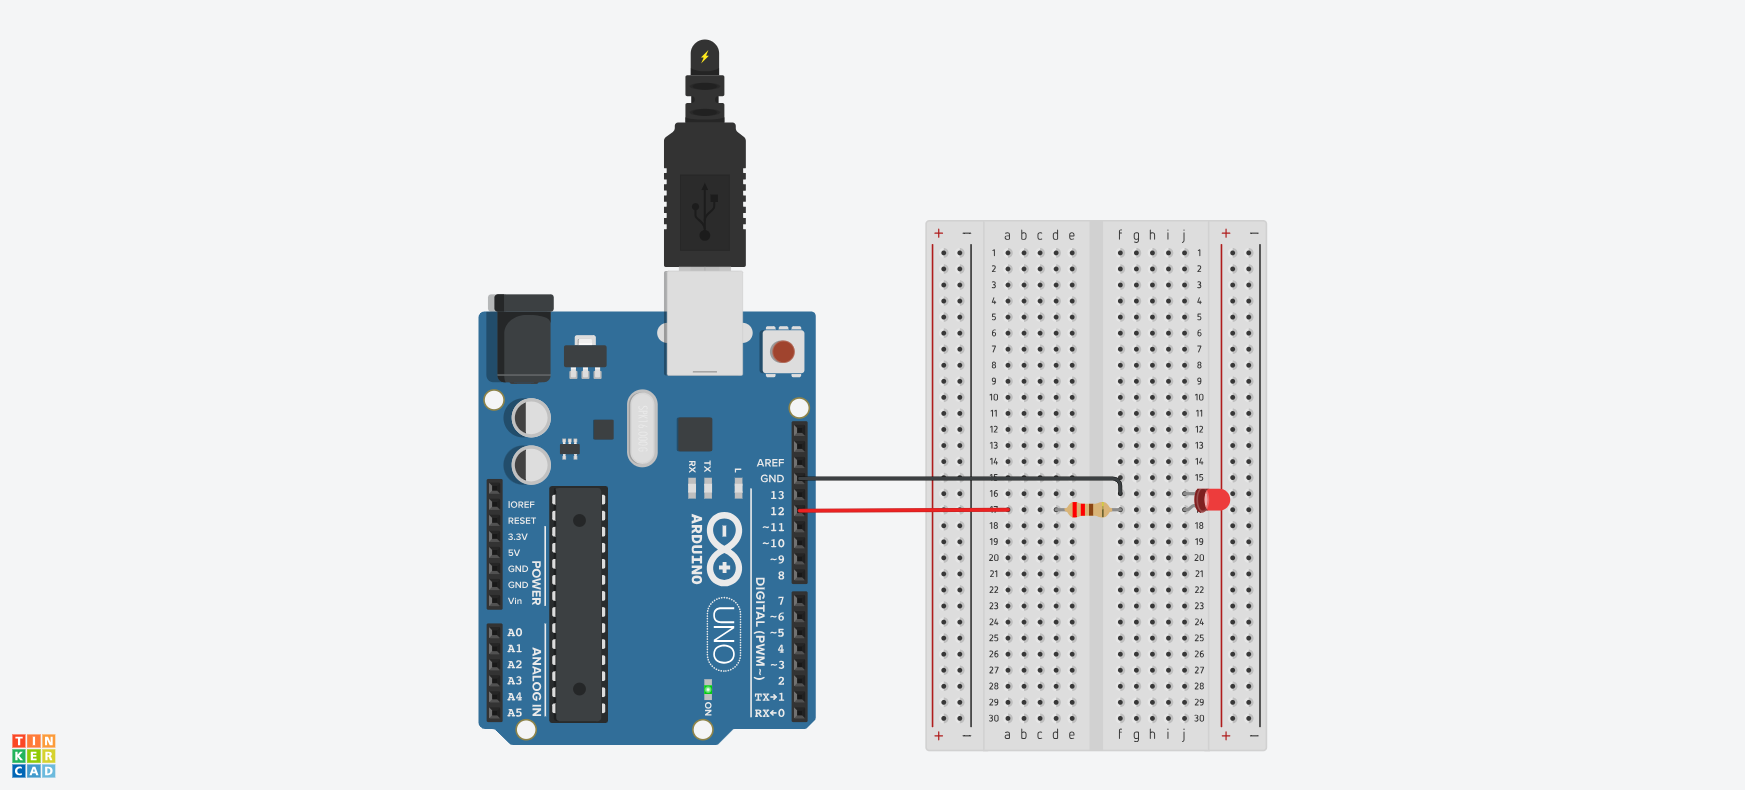 + − a b c d e f g h i j + −
1 1
2 2
3 3
4 4
5 5
6 6
7 7
8 8
9 9
10 10
11 11
12 12
13 13
14 14
15 15
16
17
18 18
19 19
20 20
21 21
22 22
23 23
24 24
25 25
26 26
27 27
28 28
29 29
30 30
+ − a b c d e f g h i j + −
AREF
GND
13
12
~11
~10
~9
8
7
~6
~5
4
~3
2
TX→1
RX←0
DIGITAL (PWM~)
RX
TX
L
ARDUINO
UNO
ON
IOREF
RESET
3.3V
5V
GND
GND
Vin
POWER
A0
A1
A2
A3
A4
A5
ANALOG IN
TIN
KER
CAD